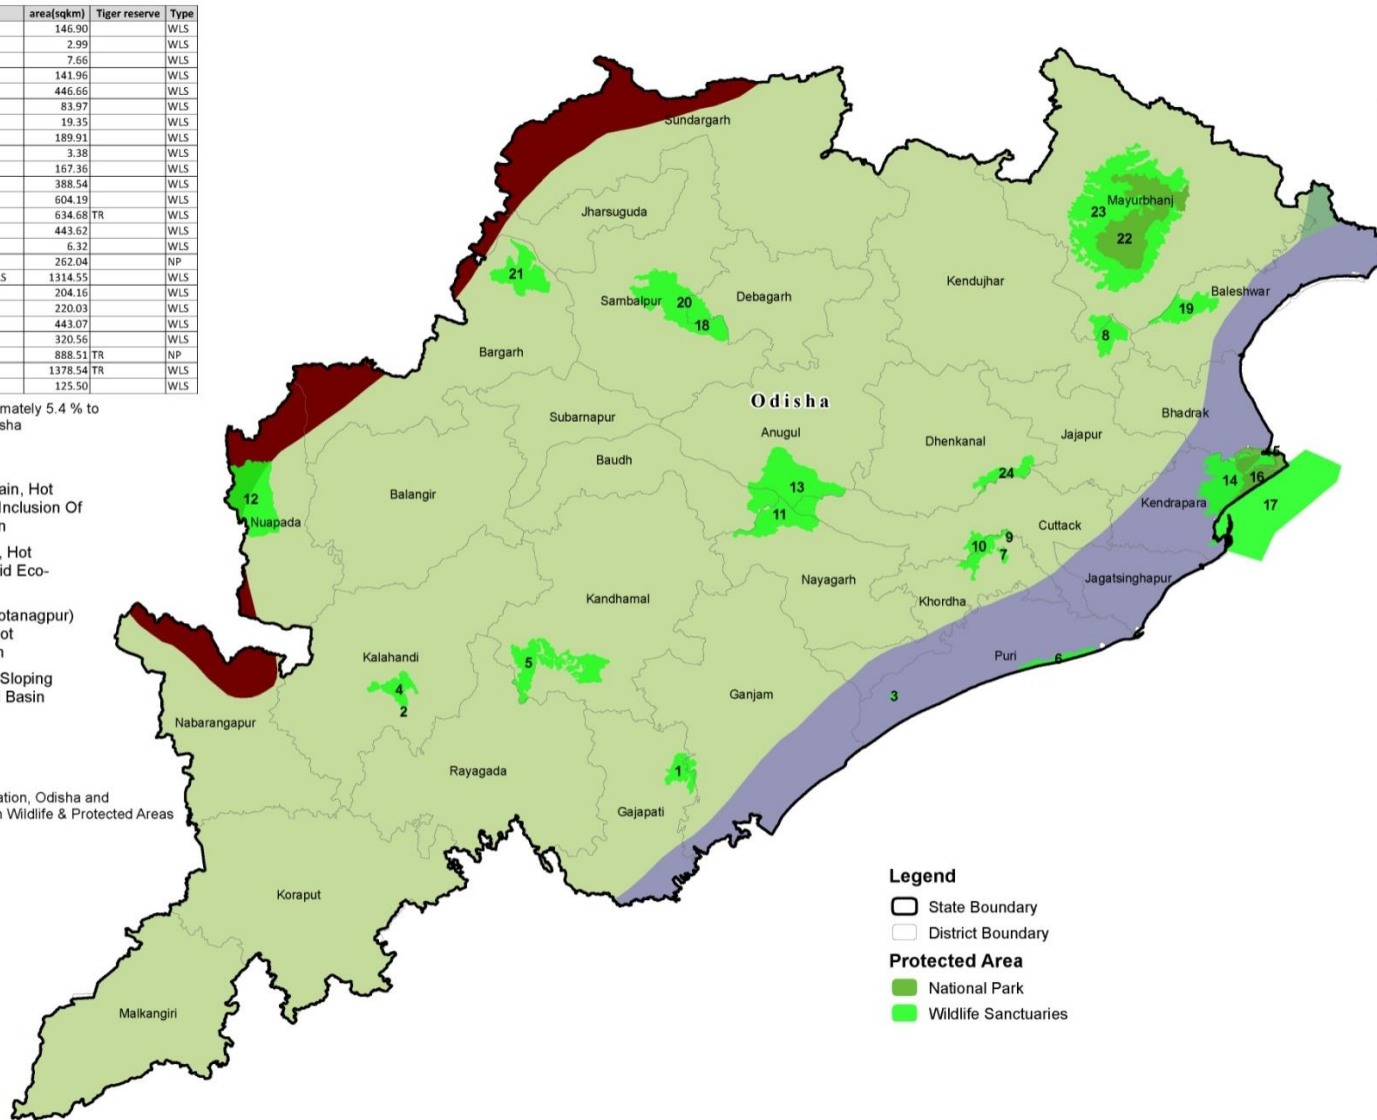 area(sqkm) Tiger reserve Type
146.90 WLS
2.99 WLS
7.66 WLS
141.96 WLS
446.66 WLS
83.97 WLS
19.35 WLS
189.91 WLS
3.38 WLS
167.36 WLS
388.54 WLS
604.19 WLS
634.68 TR WLS
443.62 WLS
6.32 WLS
262.04 NP
S 1314.55 WLS
204.16 WLS
220.03 WLS
443.07 WLS
320.56 WLS
888.51 TR NP
1378.54 TR WLS
125.50 WLS
mately 5.4 % to
sha
ain, Hot
Inclusion Of
n
, Hot
id Eco-
otanagpur)
ot
n
Sloping
l Basin
ation, Odisha and
n Wildlife & Protected Areas
Sundargarh
Jharsuguda
Mayurbhanj
23
22
21
Sambalpur
20
18
Debagarh
Kendujhar
Baleshwar
19
8
Bargarh
Odisha
Subarnapur
Anugul
Bhadrak
Dhenkanal
Jajapur
Baudh
Balangir
12
Nuapada
13
11
24
14
16
15
17
Kendrapara
Cuttack
10
9
7
Nayagarh
Jagatsinghapur
Kandhamal
Khordha
Kalahandi
5
4
2
Puri
6
3
Ganjam
Nabarangapur
Rayagada
1
Gajapati
Koraput
Malkangiri
Legend
State Boundary
District Boundary
Protected Area
National Park
Wildlife Sanctuaries